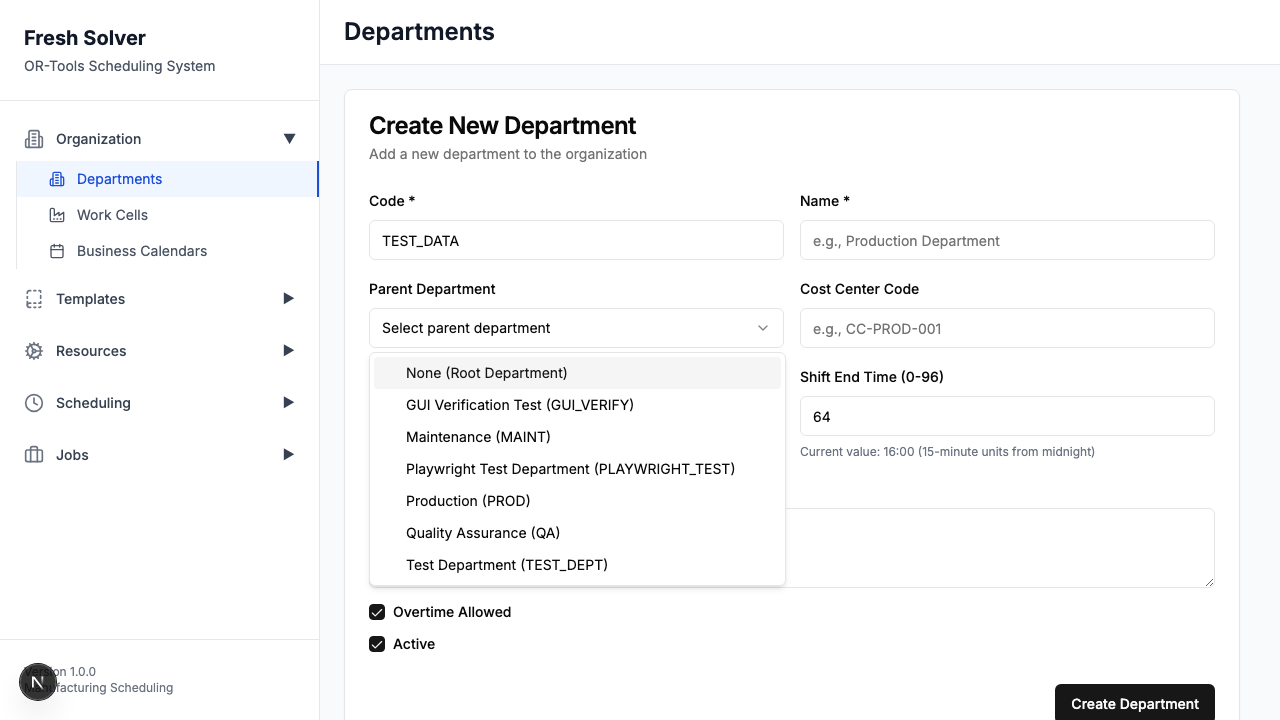 Fresh Solver
OR-Tools Scheduling System
Organization
Departments
Work Cells
Business Calendars
Templates
Resources
Scheduling
Jobs
Version 1.0.0
Manufacturing Scheduling
N
Departments
Create New Department
Add a new department to the organization
Code *
TEST_DATA
Name *
e.g., Production Department
Parent Department
Select parent department
Cost Center Code
e.g., CC-PROD-001
None (Root Department)
GUI Verification Test (GUI_VERIFY)
Maintenance (MAINT)
Playwright Test Department (PLAYWRIGHT_TEST)
Production (PROD)
Quality Assurance (QA)
Test Department (TEST_DEPT)
Shift End Time (0-96)
64
Current value: 16:00 (15-minute units from midnight)
Overtime Allowed
Active
Create Department